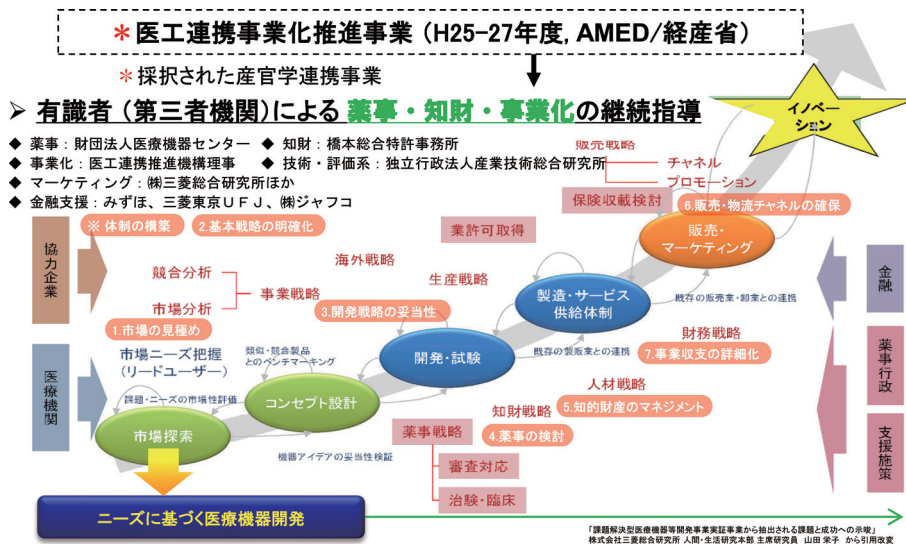 ＊医工連携事業化推進事業（H25-27年度, AMED/経産省）
＊採択された産官学連携事業
➢ 有識者（第三者機関）による 薬事・知財・事業化の継続指導
イノベーション
◆ 薬事：財団法人医療機器センター ◆ 知財：橋本総合特許事務所
◆ 事業化：医工連携推進機構理事 ◆ 技術・評価系：独立行政法人産業技術総合研究所
◆ マーケティング：㈱三菱総合研究所ほか
◆ 金融支援：みずほ、三菱東京ＵＦＪ、㈱ジャフコ
販売戦略
チャネル
プロモーション
保険収載検討
6.販売・物流チャネルの確保
※ 体制の構築
2.基本戦略の明確化
業許可取得
販売・
マーケティング
協力企業
海外戦略
競合分析
生産戦略
金融
事業戦略
製造・サービス
供給体制
既存の販売業・卸業との連携
市場分析
3.開発戦略の妥当性
1.市場の見極め
財務戦略
市場ニーズ把握
（リードユーザー）
類似・競合製品
とのベンチマーキング
開発・試験
既存の製販業との連携
7.事業収支の詳細化
医療機関
薬事行政
課題・ニーズの市場性評価
コンセプト設計
人材戦略
知財戦略
5.知的財産のマネジメント
市場探索
薬事戦略
4.薬事の検討
機器アイデアの妥当性検証
審査対応
支援施策
治験・臨床
ニーズに基づく医療機器開発
「課題解決型医療機器等開発事業実証事業から抽出される課題と成功への示唆」
株式会社三菱総合研究所 人間・生活研究本部 主席研究員 山田 栄子 から引用改変